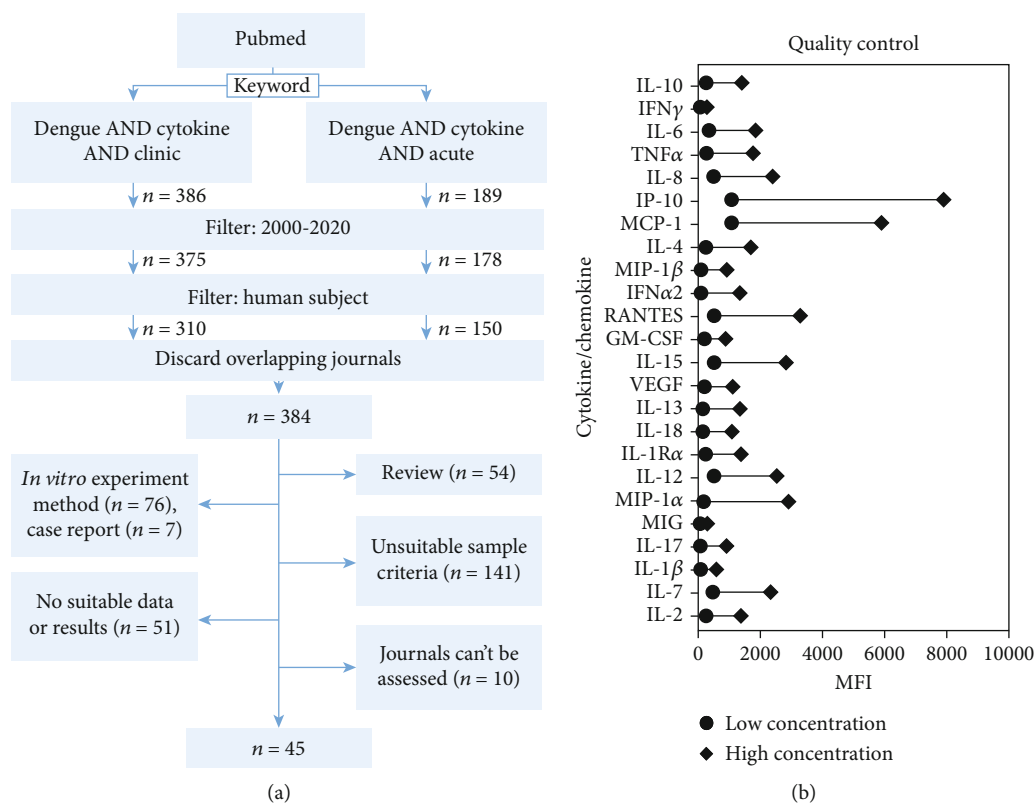 Pubmed
Keyword
Dengue AND cytokine
AND clinic
Dengue AND cytokine
AND acute
n = 386
n = 189
Filter: 2000-2020
n = 375
n = 178
Filter: human subject
n = 310
n = 150
Discard overlapping journals
n = 384
In vitro experiment
method (n = 76),
case report (n = 7)
Review (n = 54)
Unsuitable sample
criteria (n = 141)
No suitable data
or results (n = 51)
Journals can't be
assessed (n = 10)
n = 45
(a)
Quality control
Cytokine/chemokine
IL-10
IFNγ
IL-6
TNFα
IL-8
IP-10
MCP-1
IL-4
MIP-1β
IFNα2
RANTES
GM-CSF
IL-15
VEGF
IL-13
IL-18
IL-1Rα
IL-12
MIP-1α
MIG
IL-17
IL-1β
IL-7
IL-2
0 2000 4000 6000 8000 10000
MFI
Low concentration
High concentration
(b)